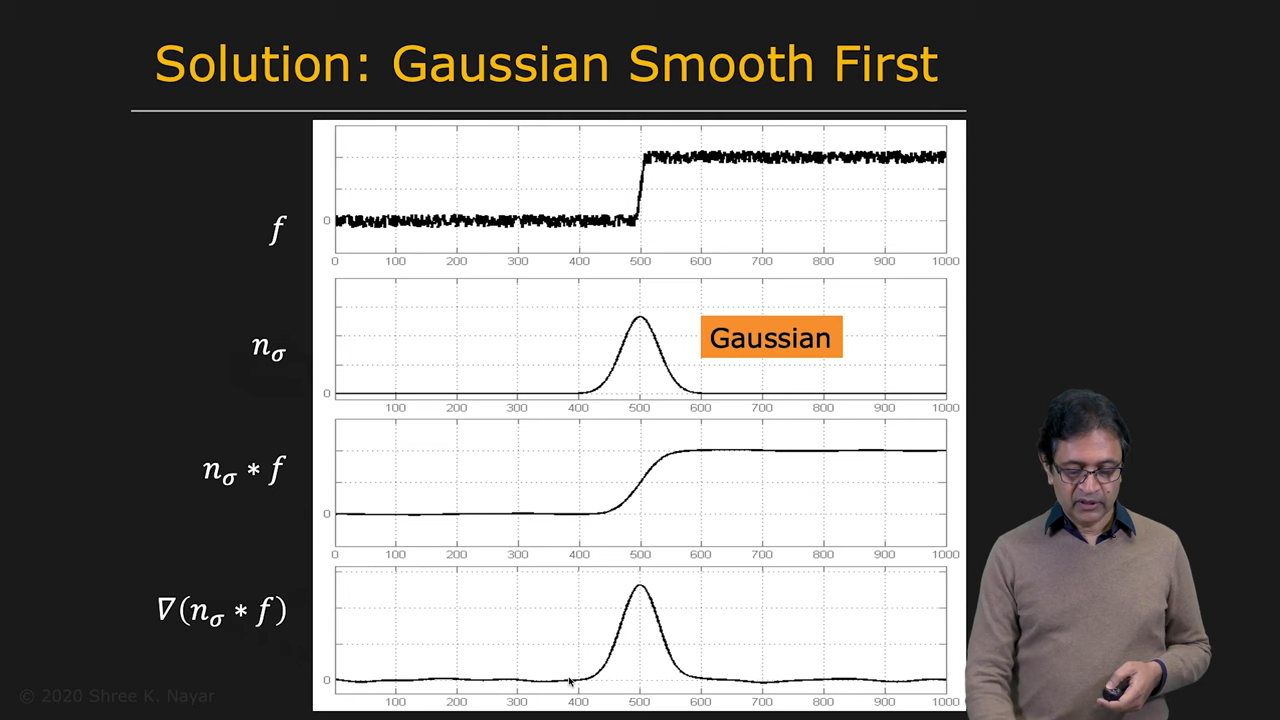 Solution: Gaussian Smooth First
f
0
0 100 200 300 400 500 600 700 800 900 1000
n_σ
Gaussian
0
100 200 300 400 500 600 700 800 900 1000
n_σ ∗ f
0
0 100 200 300 400 500 600 700 800 900 1000
∇(n_σ ∗ f)
0
0 100 200 300 400 500 600 700 800 900 1000
© 2020 Shree K. Nayar